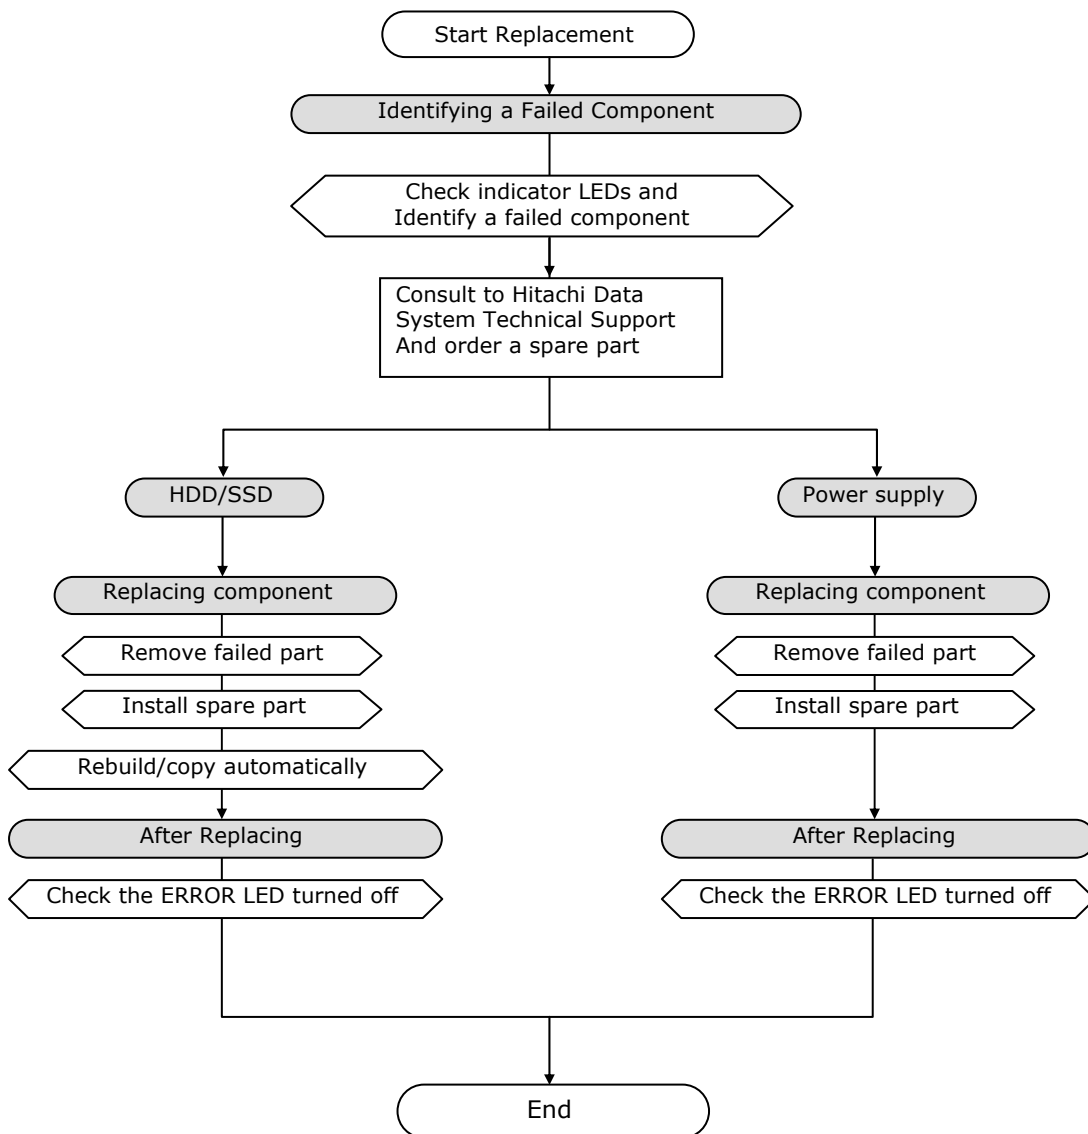 Start Replacement
Identifying a Failed Component
Check indicator LEDs and
Identify a failed component
Consult to Hitachi Data
System Technical Support
And order a spare part
HDD/SSD
Replacing component
Remove failed part
Install spare part
Rebuild/copy automatically
After Replacing
Check the ERROR LED turned off
Power supply
Replacing component
Remove failed part
Install spare part
After Replacing
Check the ERROR LED turned off
End